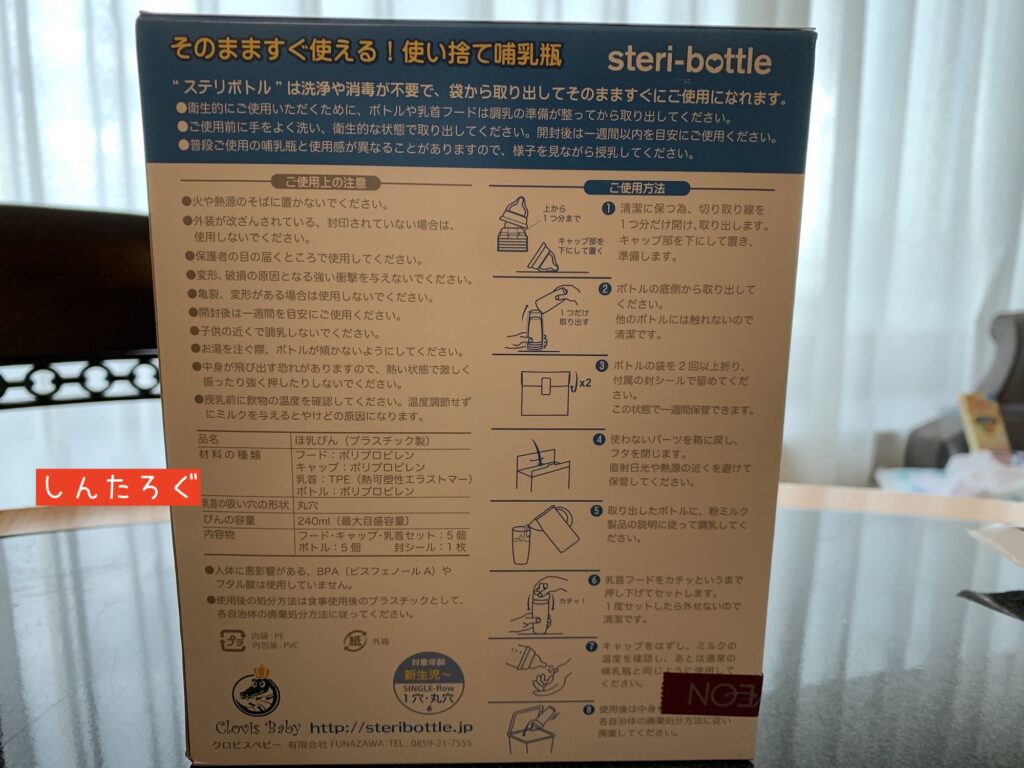 そのまますぐ使える！使い捨て哺乳瓶
steri-bottle
“ステリボトル”は洗浄や消毒が不要で、袋から取り出してそのまますぐにご使用になれます。
●衛生的にご使用いただくために、ボトルや乳首フードは調乳の準備が整ってから取り出してください。
●ご使用前に手をよく洗い、衛生的な状態で取り出してください。開封後は一週間以内を目安にご使用ください。
●普段ご使用の哺乳瓶と使用感が異なることがありますので、様子を見ながら授乳してください。
ご使用上の注意
●火や熱源のそばに置かないでください。
●外装が改ざんされている、封印されていない場合は、
使用しないでください。
●保護者の目の届くところで使用してください。
●変形、破損の原因となる強い衝撃を与えないでください。
●亀裂、変形がある場合は使用しないでください。
●開封後は一週間を目安にご使用ください。
●子供の近くで調乳しないでください。
●お湯を注ぐ際、ボトルが傾かないようにしてください。
●中身が飛び出す恐れがありますので、熱い状態で激しく
振ったり強く押したりしないでください。
●授乳前に飲物の温度を確認してください。温度調節せず
にミルクを与えるとやけどの原因になります。
品名 ほ乳びん（プラスチック製）
材料の種類 フード：ポリプロピレン
キャップ：ポリプロピレン
乳首：TPE（熱可塑性エラストマー）
ボトル：ポリプロピレン
乳首の吸い穴の形状 丸穴
びんの容量 240ml（最大目盛容量）
内容物 フード・キャップ・乳首セット：5個
ボトル：5個 封シール：1枚
●人体に悪影響がある、BPA（ビスフェノールA）や
フタル酸は使用していません。
●使用後の処分方法は食事使用後のプラスチックとして、
各自治体の廃棄処分方法に従ってください。
プラ
内袋：PE
内包装：PVC
紙
外箱
対象年齢
新生児～
SINGLE-flow
1穴・丸穴
Clovis Baby
http://steribottle.jp
クロビスベビー 有限会社 FUNAZAWA TEL：0859-21-7555
ご使用方法
上から
1つ分まで
キャップ部を
下にして置く
1 清潔に保つ為、切り取り線を
1つ分だけ開け、取り出します。
キャップ部を下にして置き、
準備します。
1つだけ
取り出す
2 ボトルの底側から取り出して
ください。
他のボトルには触れないので
清潔です。
x2
3 ボトルの袋を2回以上折り、
付属の封シールで留めてくだ
さい。
この状態で一週間保管できます。
4 使わないパーツを箱に戻し、
フタを閉じます。
直射日光や熱源の近くを避けて
保管してください。
5 取り出したボトルに、粉ミルク
製品の説明に従って調乳してく
ださい。
カチッ！
6 乳首フードをカチッというまで
押し下げてセットします。
1度セットしたら外せないので
清潔です。
7 キャップをはずし、ミルクの
温度を確認し、あとは通常の
哺乳瓶と同じように使用して
ください。
8 使用後は中身
各自治体の廃棄処分方法に従い
廃棄してください。
ÆON
しんたろぐ